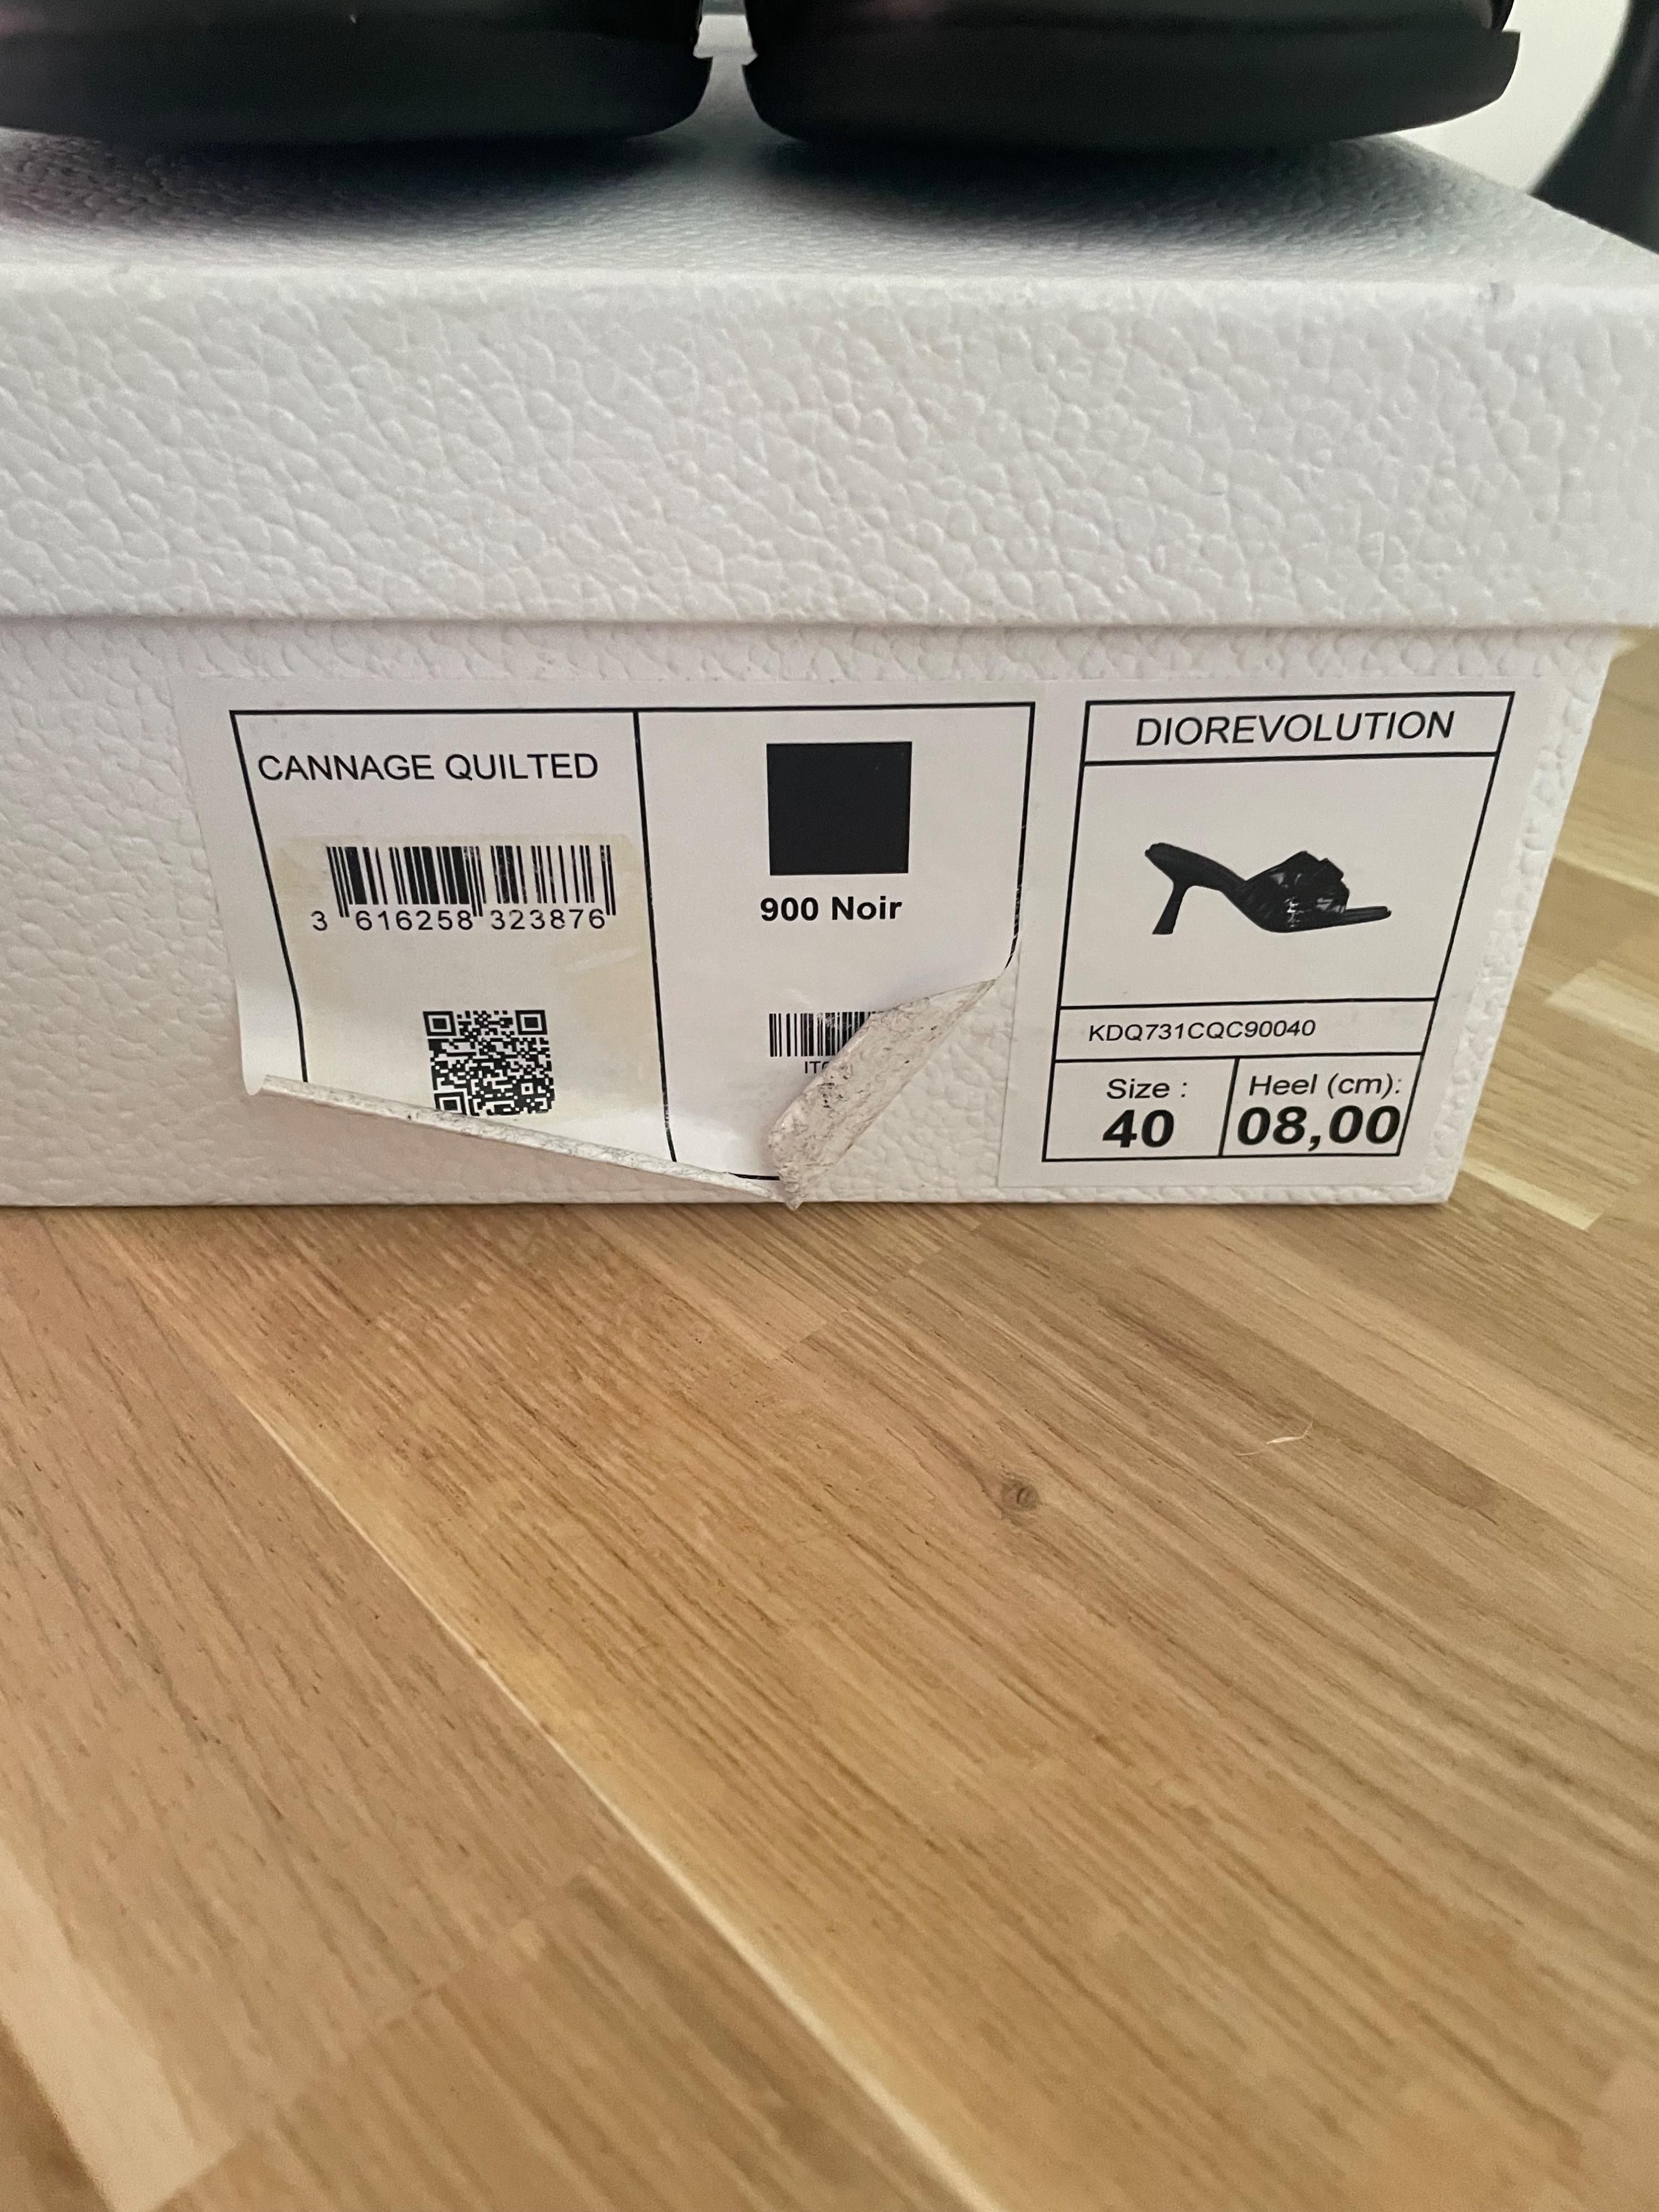 CANNAGE QUILTED
3 616258 323876
900 Noir
DIOREVOLUTION
KDQ731CQC90040
Size :
40
Heel (cm):
08,00